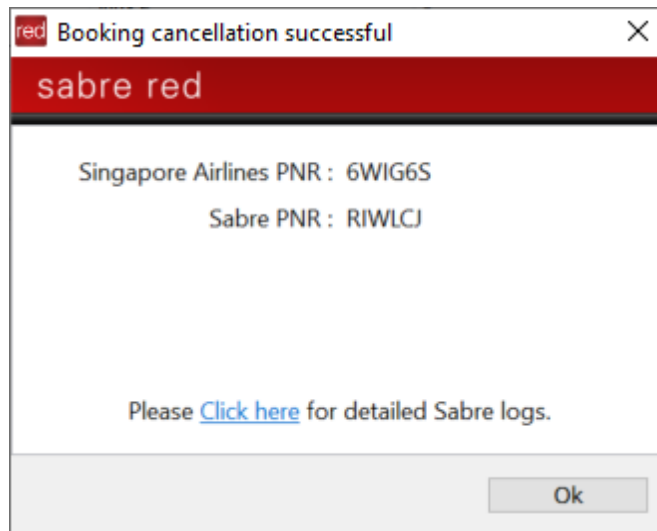 red Booking cancellation successful
sabre red
Singapore Airlines PNR : 6WIG6S
Sabre PNR : RIWLCJ
Please Click here for detailed Sabre logs.
Ok